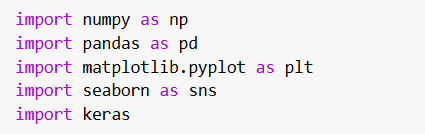 import numpy as np
import pandas as pd
import matplotlib.pyplot as plt
import seaborn as sns
import keras